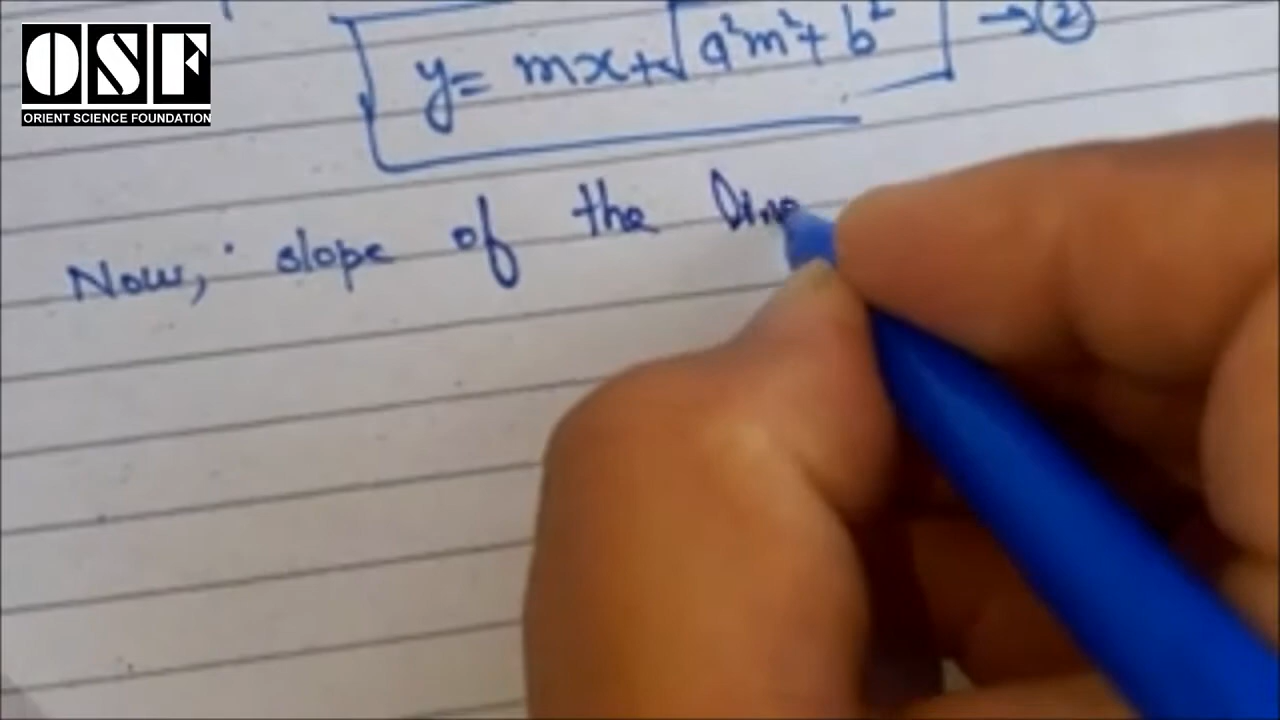 OSF
ORIENT SCIENCE FOUNDATION
y = mx + √a²m² + b² → ②
Now, slope of the line